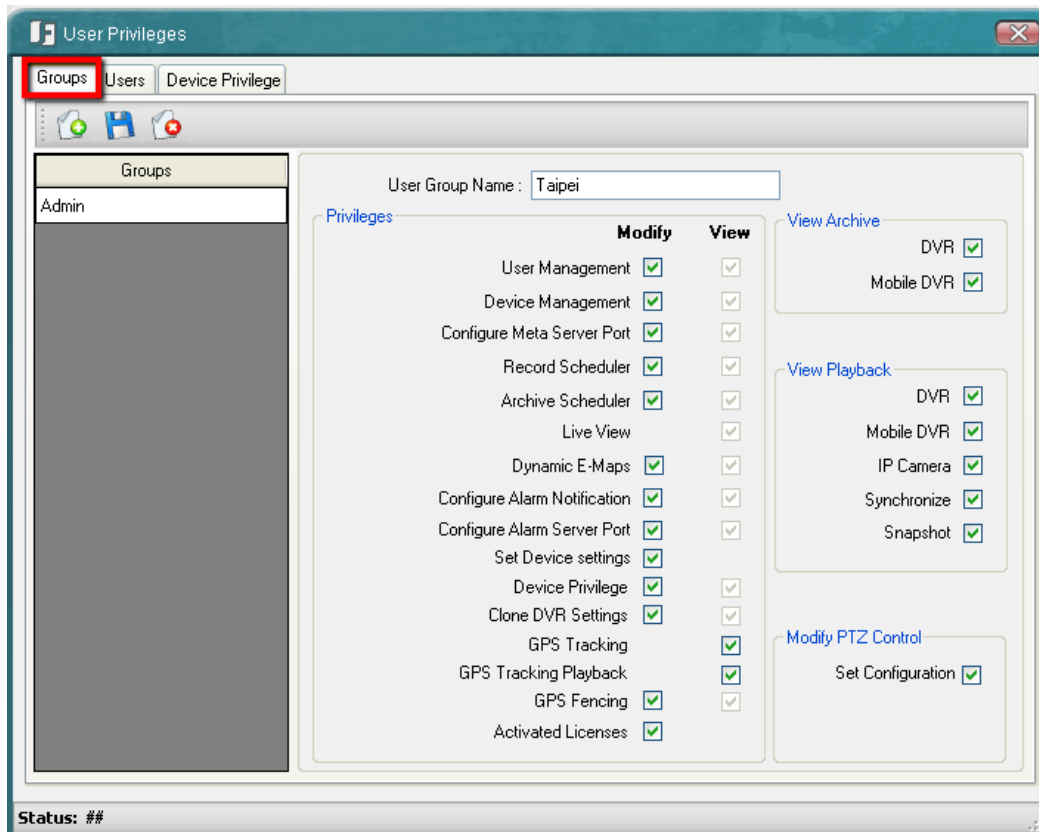 User Privileges
Groups Users Device Privilege
Groups
Admin
User Group Name : Taipei
Privileges
Modify View
User Management
Device Management
Configure Meta Server Port
Record Scheduler
Archive Scheduler
Live View
Dynamic E-Maps
Configure Alarm Notification
Configure Alarm Server Port
Set Device settings
Device Privilege
Clone DVR Settings
GPS Tracking
GPS Tracking Playback
GPS Fencing
Activated Licenses
View Archive
DVR
Mobile DVR
View Playback
DVR
Mobile DVR
IP Camera
Synchronize
Snapshot
Modify PTZ Control
Set Configuration
Status: ##